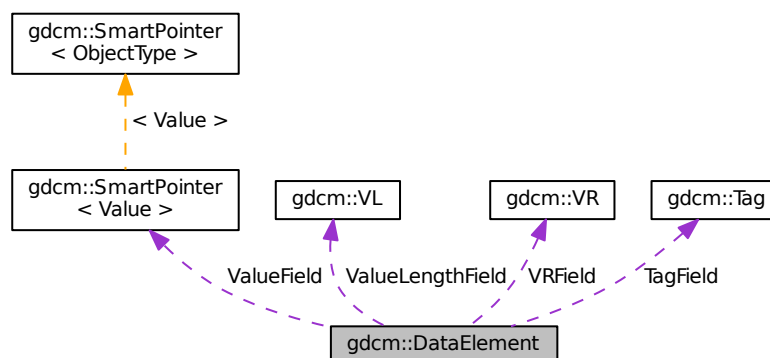 gdcm::SmartPointer
< ObjectType >
< Value >
gdcm::SmartPointer
< Value >
gdcm::VL
gdcm::VR
gdcm::Tag
ValueField
ValueLengthField
VRField
TagField
gdcm::DataElement